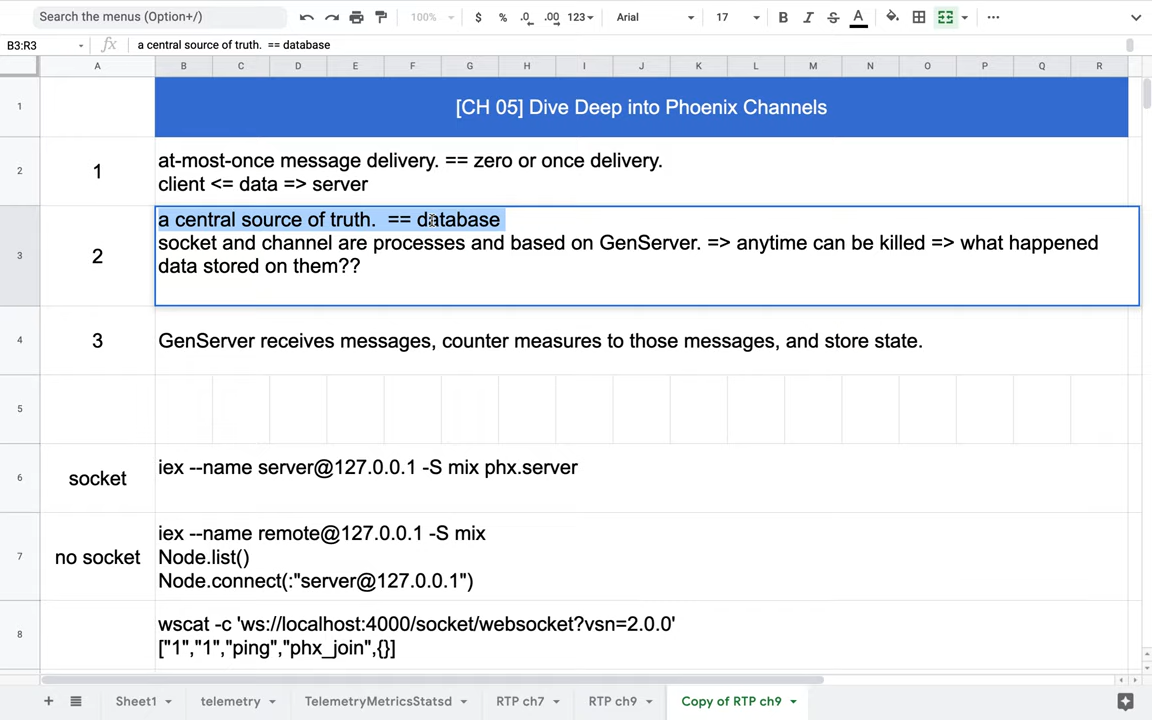 Search the menus (Option+/)
100%
$ % .0 .00 123
Arial
17
B I S A
B3:R3
fx
a central source of truth.  == database
A B C D E F G H I J K L M N O P Q R
1
[CH 05] Dive Deep into Phoenix Channels
2
1
at-most-once message delivery. == zero or once delivery.
client <= data => server
3
2
a central source of truth.  == database
socket and channel are processes and based on GenServer. => anytime can be killed => what happened
data stored on them??
4
3
GenServer receives messages, counter measures to those messages, and store state.
5
6
socket
iex --name server@127.0.0.1 -S mix phx.server
7
no socket
iex --name remote@127.0.0.1 -S mix
Node.list()
Node.connect(:"server@127.0.0.1")
8
wscat -c 'ws://localhost:4000/socket/websocket?vsn=2.0.0'
["1","1","ping","phx_join",{}]
Sheet1
telemetry
TelemetryMetricsStatsd
RTP ch7
RTP ch9
Copy of RTP ch9